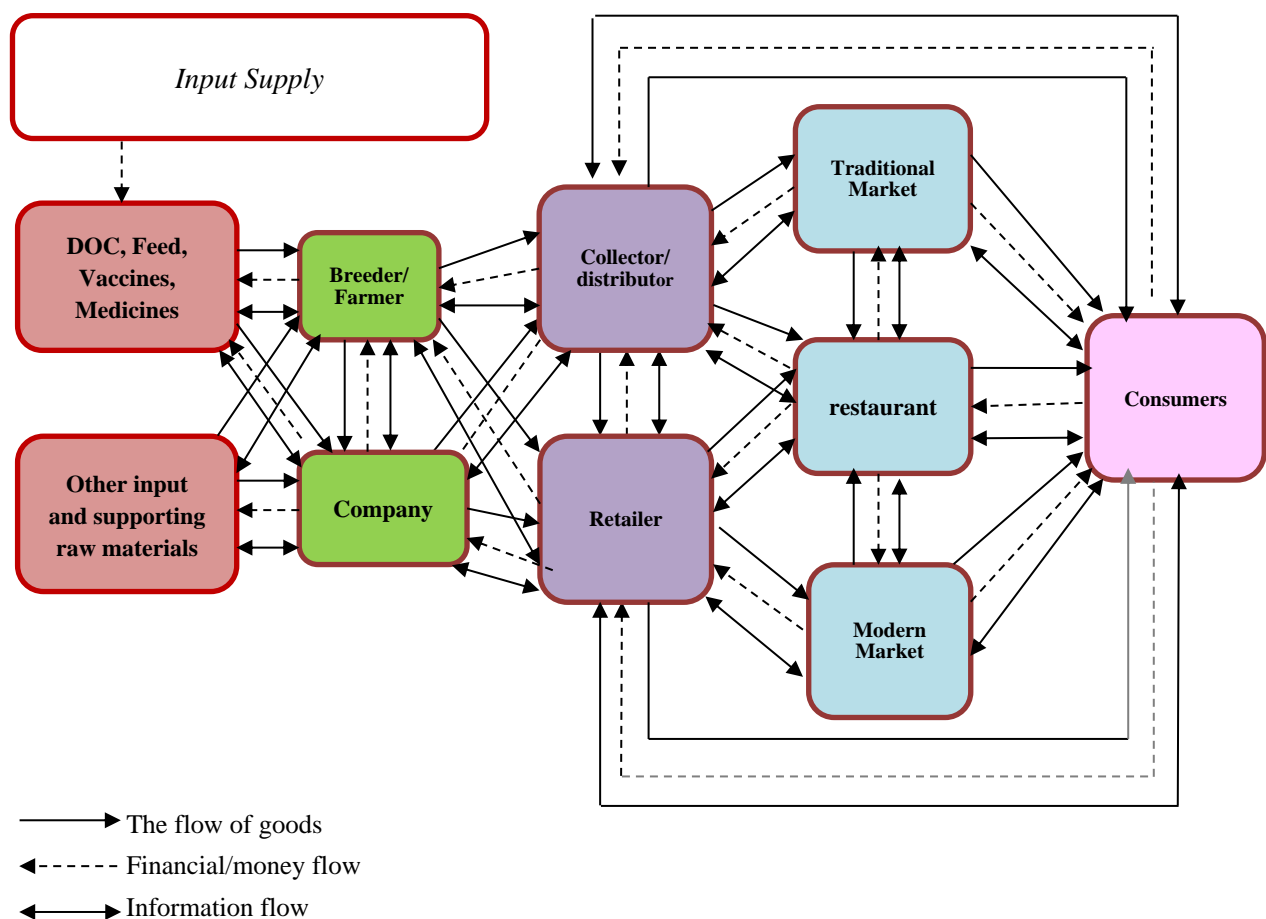 Input Supply
DOC, Feed,
Vaccines,
Medicines
Breeder/
Farmer
Collector/
distributor
Traditional
Market
restaurant
Consumers
Other input
and supporting
raw materials
Company
Retailer
Modern
Market
The flow of goods
Financial/money flow
Information flow